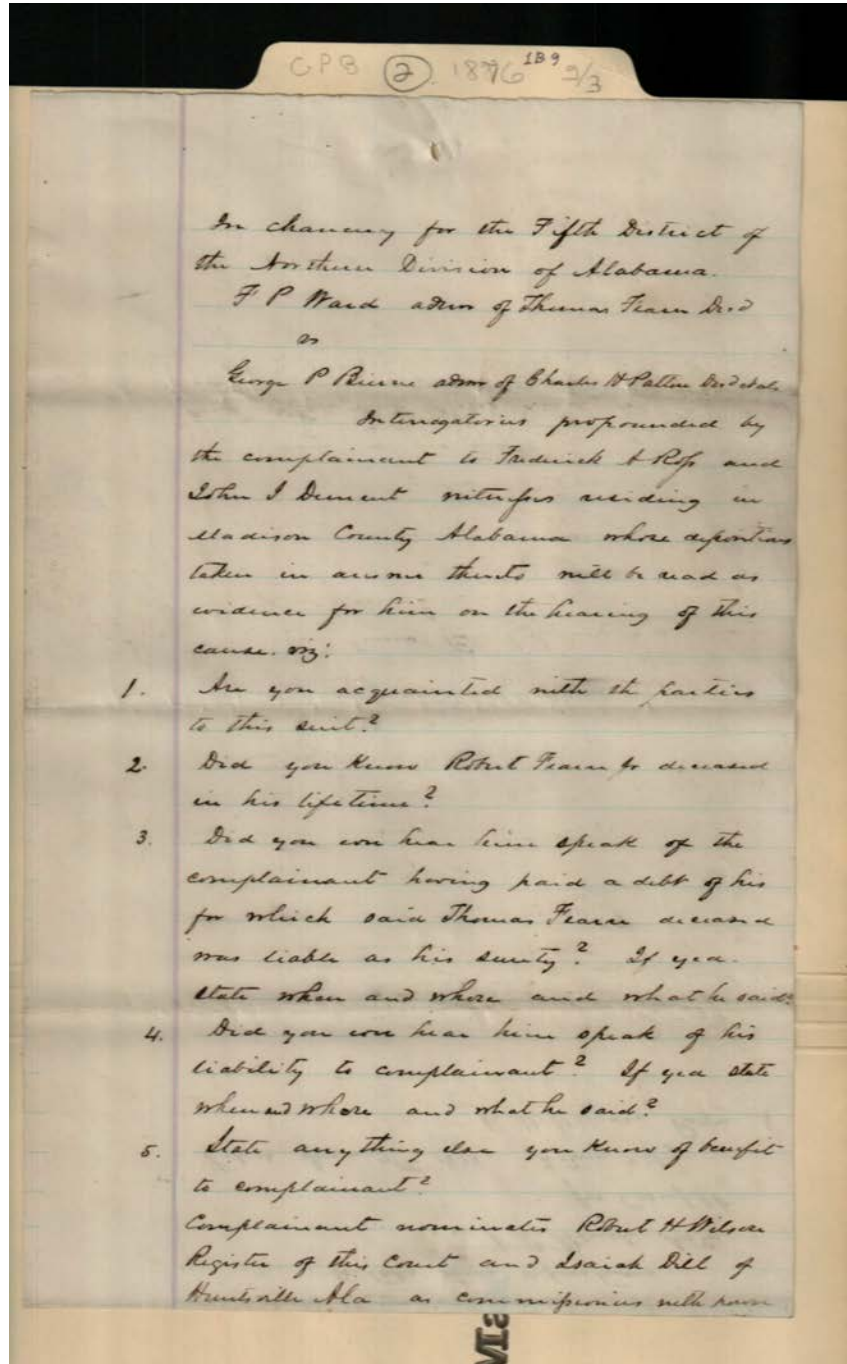 GPB (2) 1876 1B9 2/3
In chancery for the Fifth District of
the Northern Division of Alabama.
F P Ward admr of Thomas Fearn Decd
vs
George P Bierne admr of Charles H Patton Decd et als
Interrogatories propounded by
the complainant to Frederick A Ross and
John I Dement witnesses residing in
Madison County Alabama whose depositions
taken in answer thereto will be read as
evidence for him on the hearing of this
cause. viz:
1. Are you acquainted with the parties
to this suit?
2. Did you Know Robert Fearn Jr deceased
in his lifetime?
3. Did you ever hear him speak of the
complainant having paid a debt of his
for which said Thomas Fearn deceased
was liable as his surety? If yea.
state when and where and what he said?
4. Did you ever hear him speak of his
liability to complainant? If yea state
when and where and what he said?
5. State anything else you Know of benefit
to complainant?
Complainant nominates Robert H Wilson
Register of this Court and Isaiah Dill of
Huntsville Ala as commissioners with power
Ma